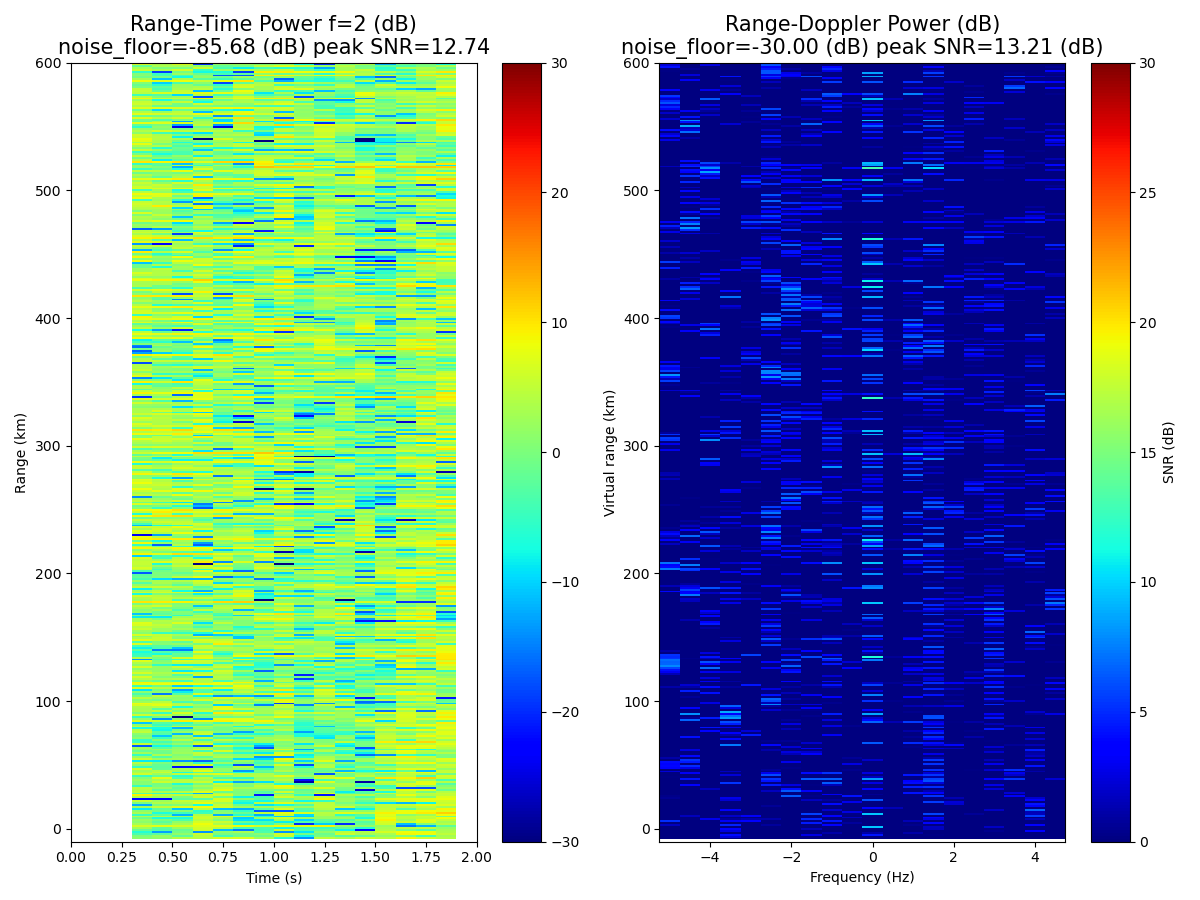 Range-Time Power f=2 (dB)
noise_floor=-85.68 (dB) peak SNR=12.74
600
500
400
300
200
100
0
Range (km)
0.00 0.25 0.50 0.75 1.00 1.25 1.50 1.75 2.00
Time (s)
30
20
10
0
−10
−20
−30
Range-Doppler Power (dB)
noise_floor=-30.00 (dB) peak SNR=13.21 (dB)
600
500
400
300
200
100
0
Virtual range (km)
−4 −2 0 2 4
Frequency (Hz)
30
25
20
15
10
5
0
SNR (dB)